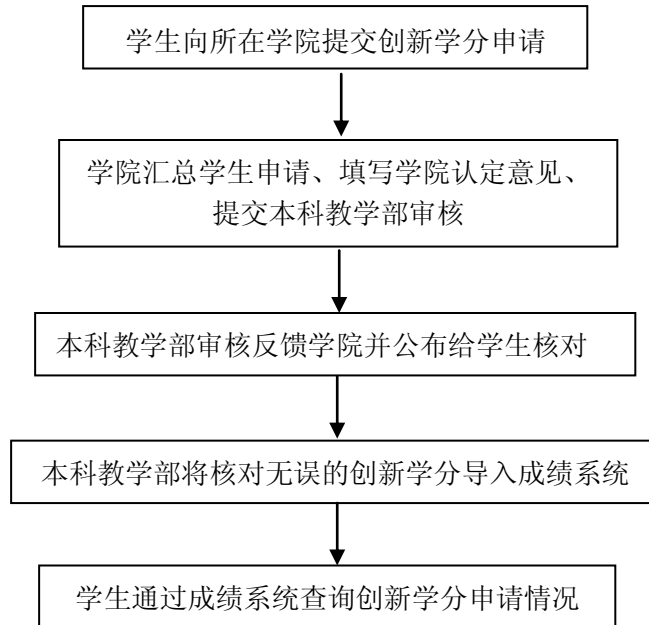 学生向所在学院提交创新学分申请
学院汇总学生申请、填写学院认定意见、
提交本科教学部审核
本科教学部审核反馈学院并公布给学生核对
本科教学部将核对无误的创新学分导入成绩系统
学生通过成绩系统查询创新学分申请情况